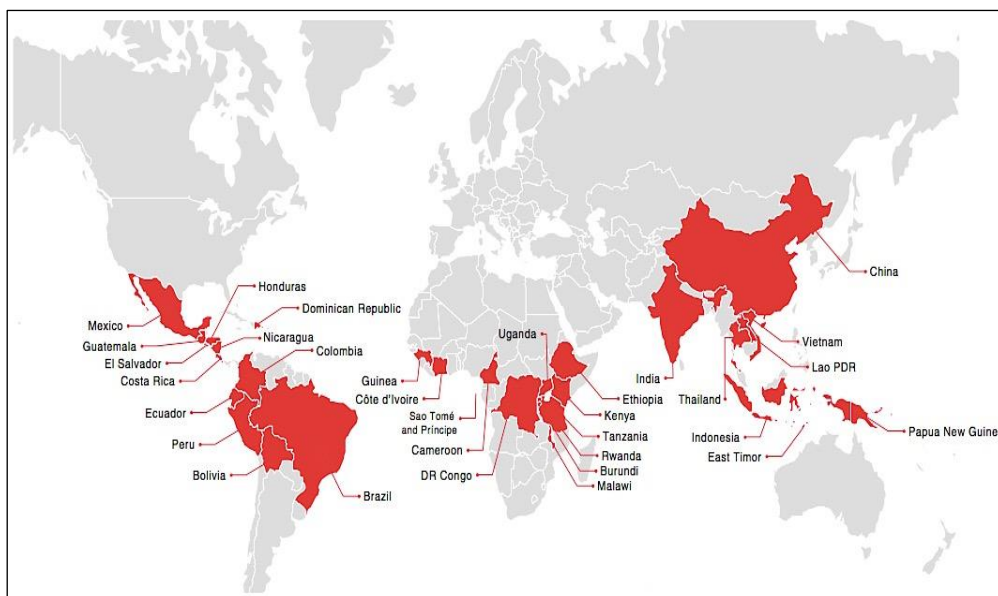 Honduras
Dominican Republic
Mexico
Nicaragua
Guatemala
Colombia
El Salvador
Costa Rica
Ecuador
Peru
Bolivia
Brazil
Uganda
Guinea
Côte d'Ivoire
Sao Tomé
and Principe
Cameroon
DR Congo
Ethiopia
Kenya
Tanzania
Rwanda
Burundi
Malawi
China
India
Vietnam
Lao PDR
Thailand
Indonesia
East Timor
Papua New Guine